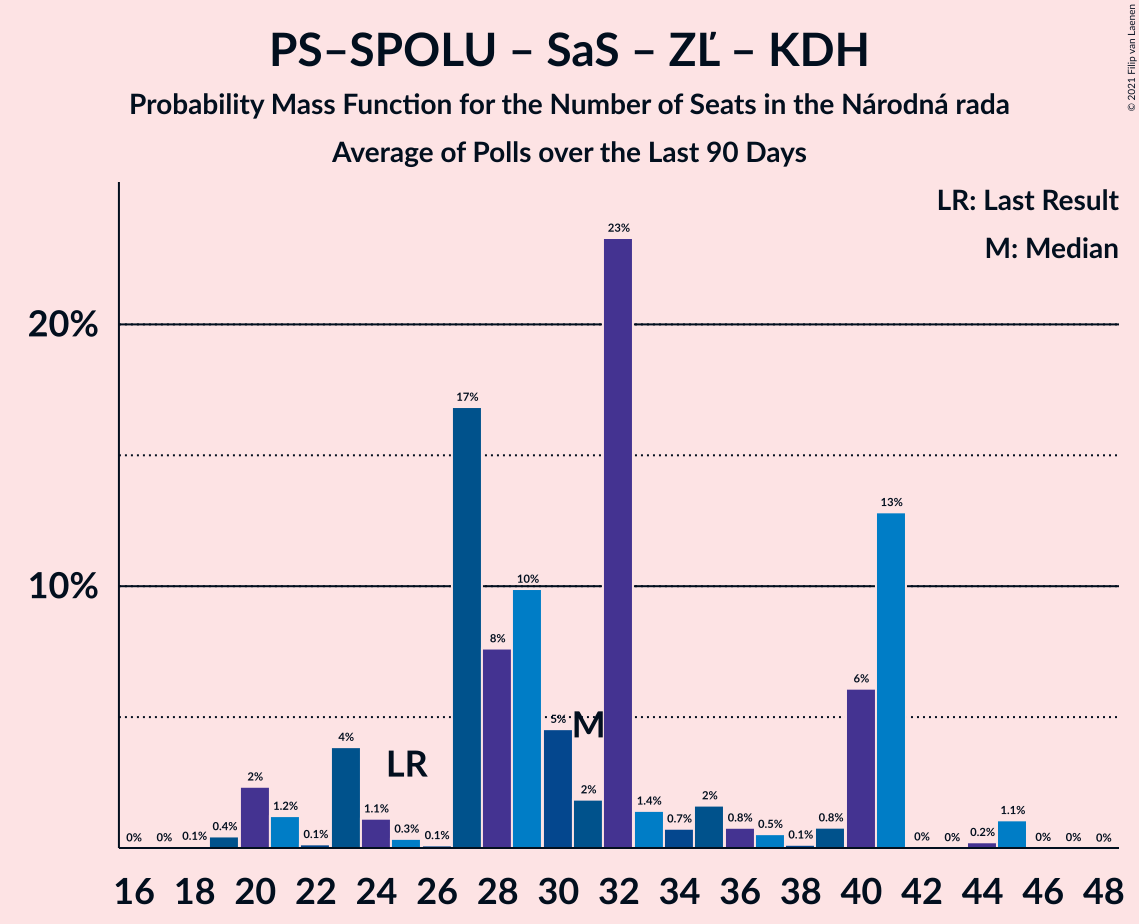 PS–SPOLU – SaS – ZĽ – KDH
Probability Mass Function for the Number of Seats in the Národná rada
Average of Polls over the Last 90 Days
© 2021 Filip van Laenen
LR: Last Result
M: Median
20%
10%
0% 0% 0.1% 0.4% 2% 1.2% 0.1% 4% 1.1% 0.3% 0.1% 17% 8% 10% 5% 2% 23% 1.4% 0.7% 2% 0.8% 0.5% 0.1% 0.8% 6% 13% 0% 0% 0.2% 1.1% 0% 0% 0%
LR
M
16 18 20 22 24 26 28 30 32 34 36 38 40 42 44 46 48